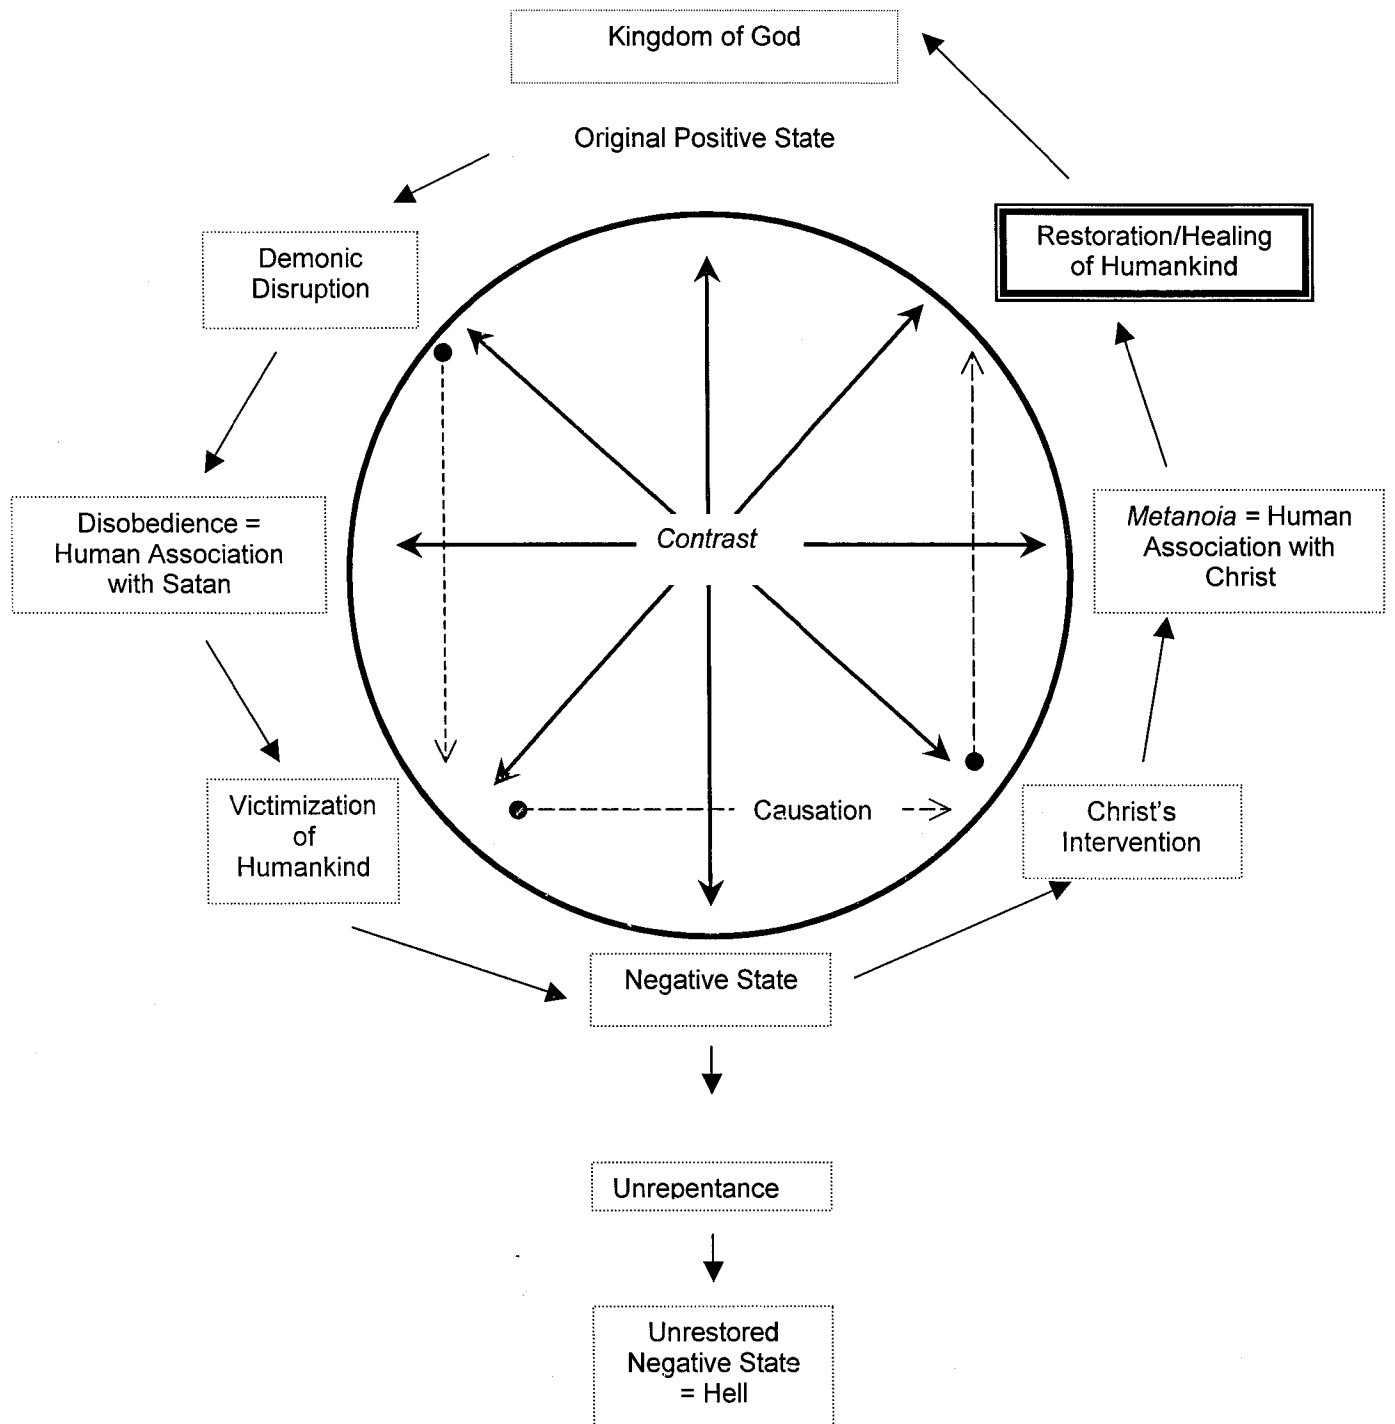 Kingdom of God
Original Positive State
Demonic
Disruption
Restoration/Healing
of Humankind
Disobedience =
Human Association
with Satan
Contrast
Metanoia = Human
Association with
Christ
Victimization
of
Humankind
Causation
Christ's
Intervention
Negative State
Unrepentance
Unrestored
Negative State
= Hell